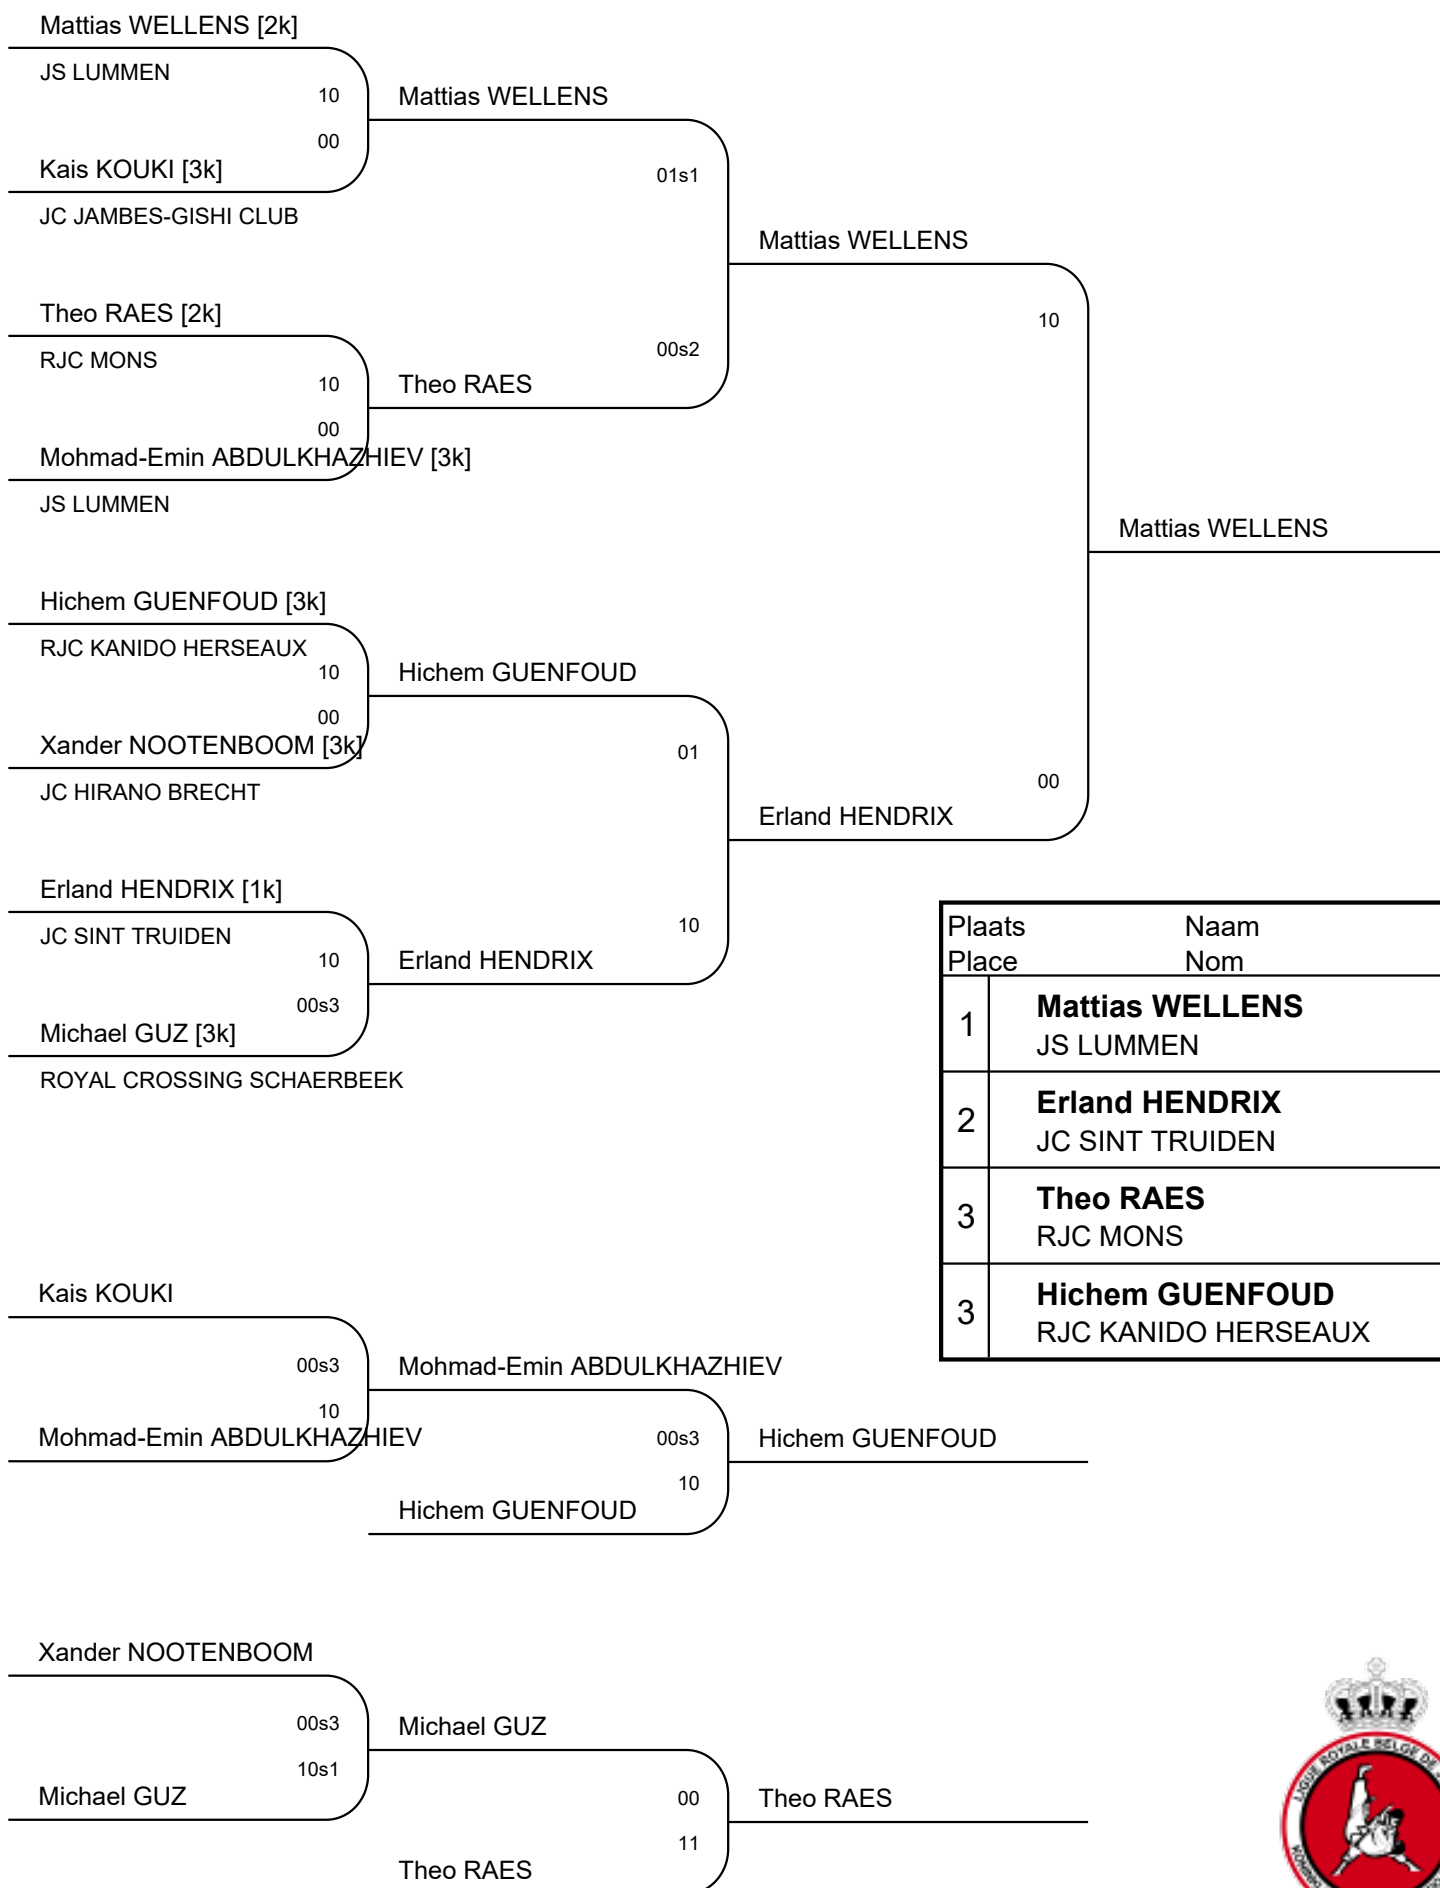 Mattias WELLENS [2k]
JS LUMMEN
10
Mattias WELLENS
00
Kais KOUKI [3k]
JC JAMBES-GISHI CLUB
01s1
Mattias WELLENS
Theo RAES [2k]
RJC MONS
10
00s2
Theo RAES
00
Mohmad-Emin ABDULKHAZHIEV [3k]
JS LUMMEN
10
Mattias WELLENS
Hichem GUENFOUD [3k]
RJC KANIDO HERSEAUX
10
Hichem GUENFOUD
00
Xander NOOTENBOOM [3k]
JC HIRANO BRECHT
01
00
Erland HENDRIX
Erland HENDRIX [1k]
JC SINT TRUIDEN
10
10
Erland HENDRIX
00s3
Michael GUZ [3k]
ROYAL CROSSING SCHAERBEEK
Plaats Naam
Place Nom
1 Mattias WELLENS
JS LUMMEN
2 Erland HENDRIX
JC SINT TRUIDEN
3 Theo RAES
RJC MONS
3 Hichem GUENFOUD
RJC KANIDO HERSEAUX
Kais KOUKI
00s3
Mohmad-Emin ABDULKHAZHIEV
10
Mohmad-Emin ABDULKHAZHIEV
00s3
Hichem GUENFOUD
10
Hichem GUENFOUD
Xander NOOTENBOOM
00s3
Michael GUZ
10s1
Michael GUZ
00
Theo RAES
11
Theo RAES
LIGUE ROYALE BELGE DE